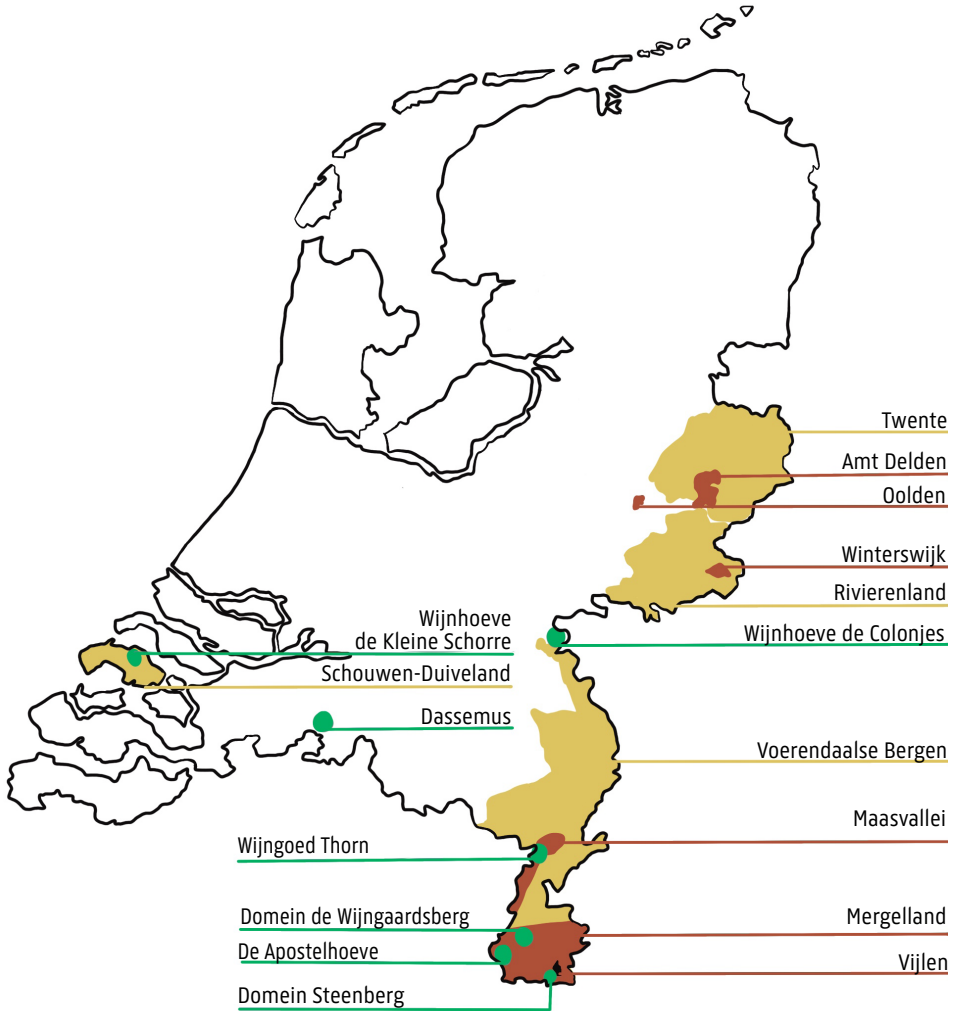 Twente
Amt Delden
Oolden
Winterswijk
Rivierenland
Wijnhoeve de Colonjes
Wijnhoeve
de Kleine Schorre
Schouwen-Duiveland
Dassemus
Voerendaalse Bergen
Maasvallei
Wijngoed Thorn
Mergelland
Domein de Wijngaardsberg
De Apostelhoeve
Vijlen
Domein Steenberg